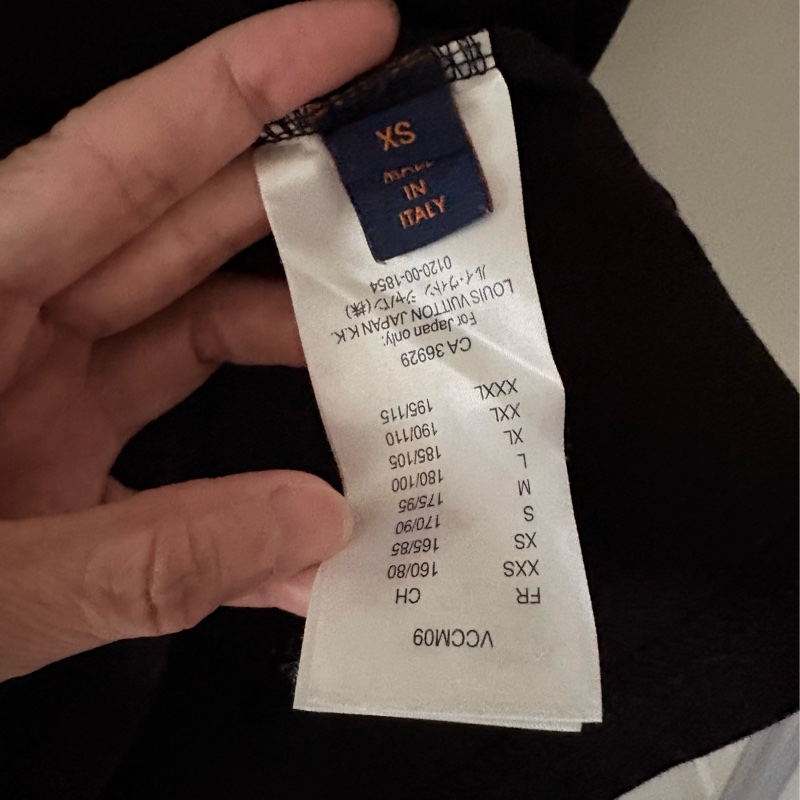 XS
IN
ITALY
VCCM09
FR CH
XXS 160/80
XS 165/85
S 170/90
M 175/95
L 180/100
XL 185/105
XXL 190/110
XXXL 195/115
CA 36929
For Japan only:
LOUIS VUITTON JAPAN K.K.
ルイ・ヴィトン ジャパン(株)
0120-00-1854